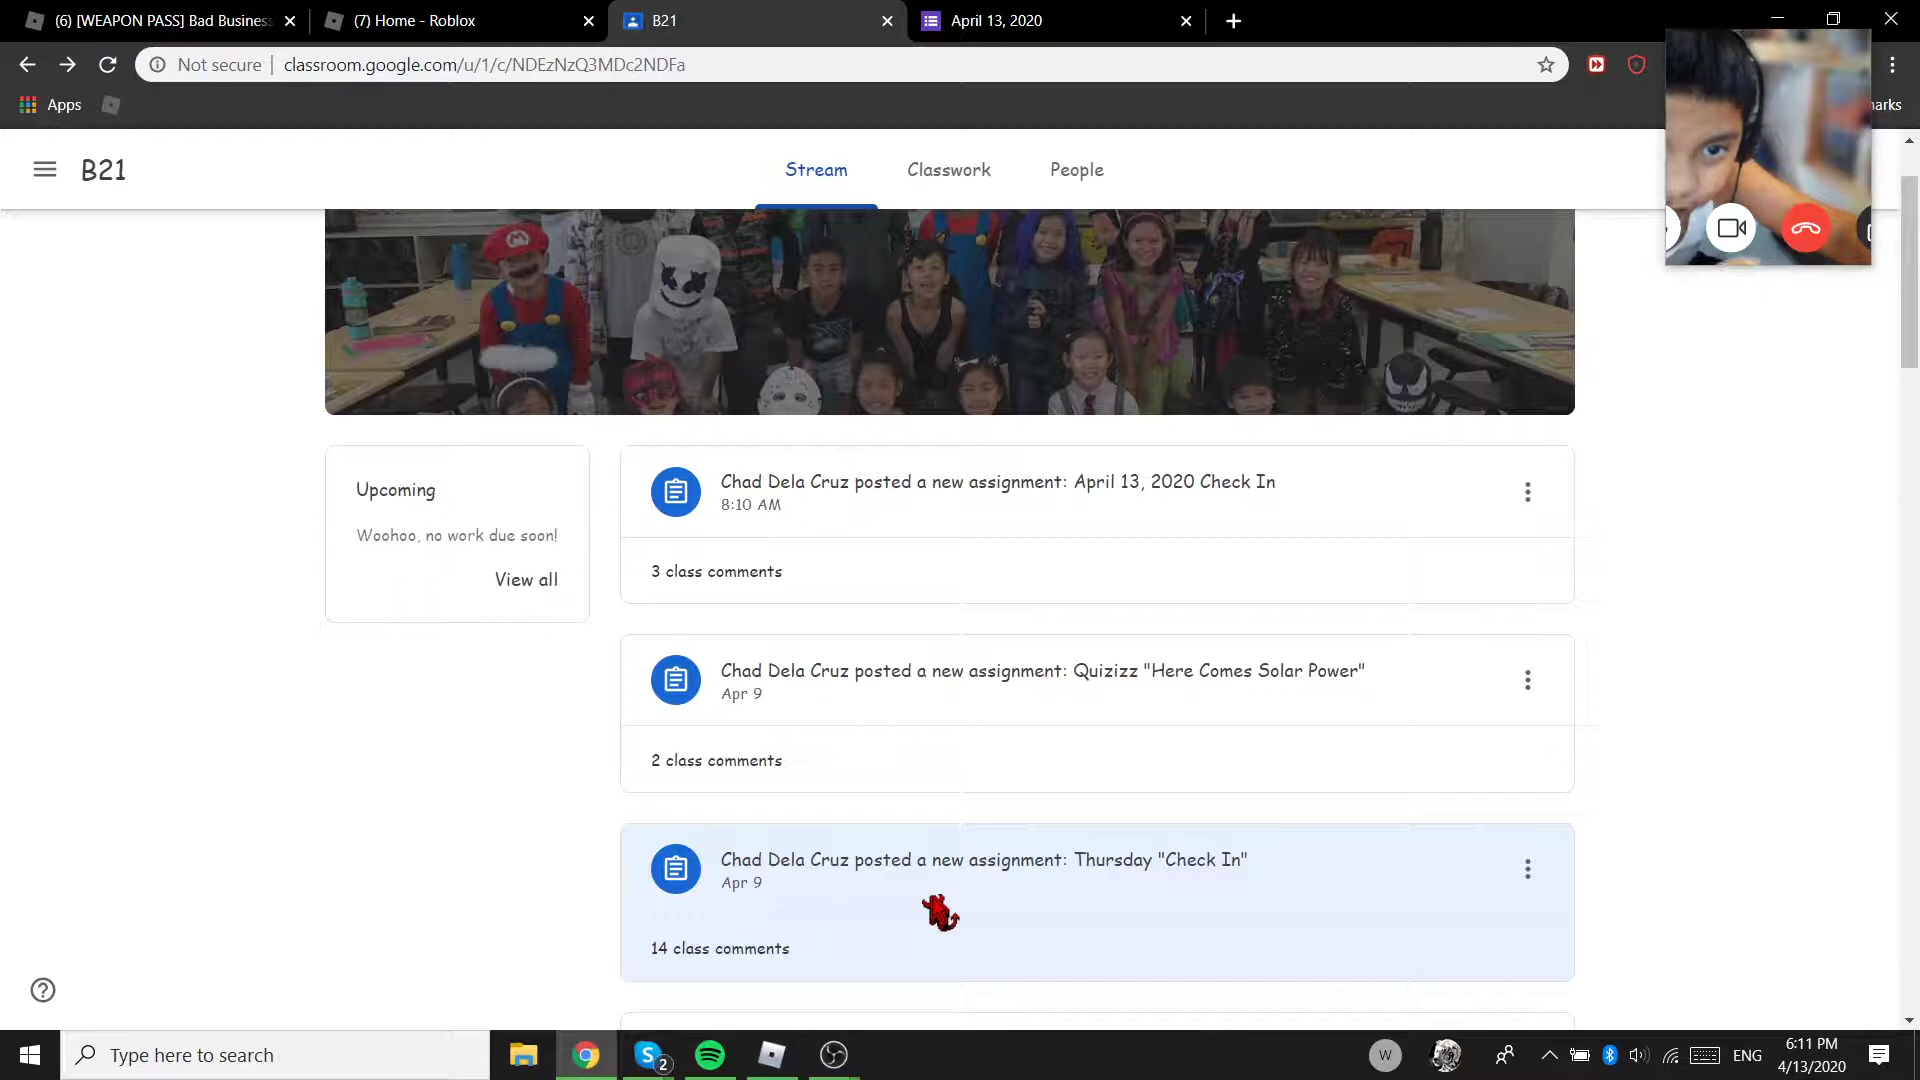 (6) [WEAPON PASS] Bad Business
(7) Home - Roblox
B21
April 13, 2020
Not secure
classroom.google.com/u/1/c/NDEzNzQ3MDc2NDFa
Apps
arks
B21
Stream
Classwork
People
Upcoming
Woohoo, no work due soon!
View all
Chad Dela Cruz posted a new assignment: April 13, 2020 Check In
8:10 AM
3 class comments
Chad Dela Cruz posted a new assignment: Quizizz "Here Comes Solar Power"
Apr 9
2 class comments
Chad Dela Cruz posted a new assignment: Thursday "Check In"
Apr 9
14 class comments
Type here to search
2
W
ENG
6:11 PM
4/13/2020